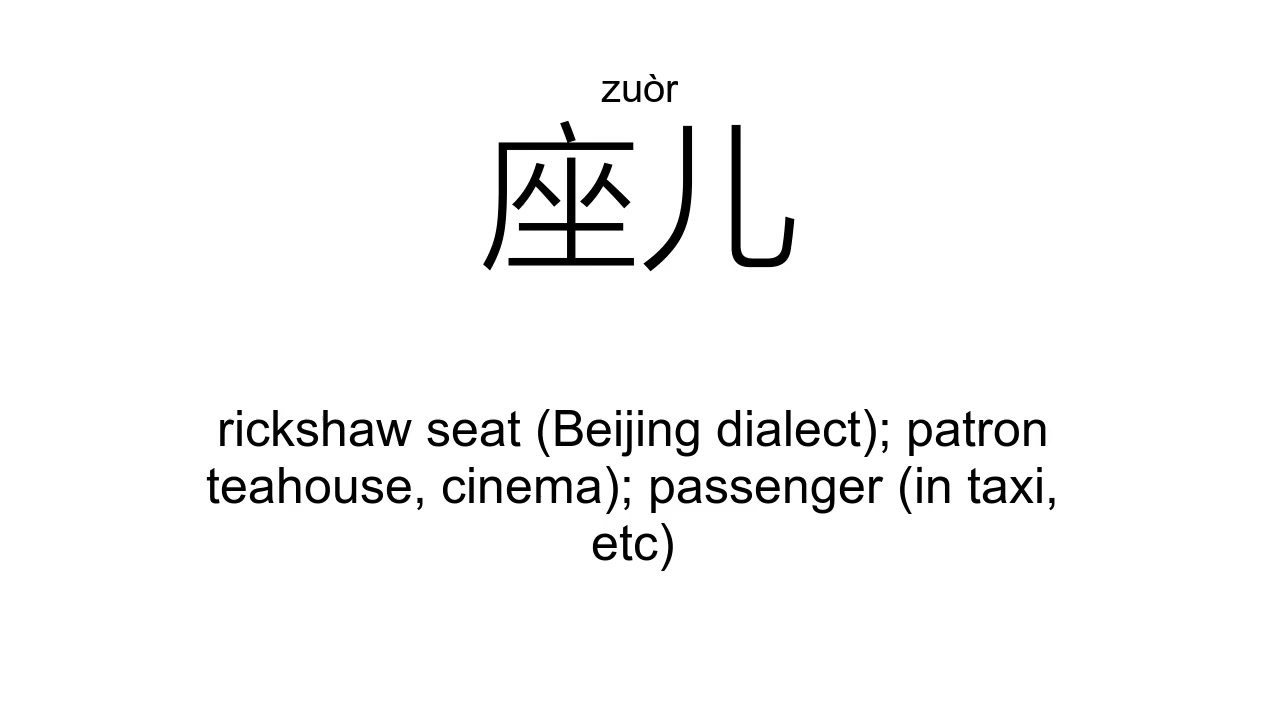 zuòr
座儿
rickshaw seat (Beijing dialect); patron
teahouse, cinema); passenger (in taxi,
etc)